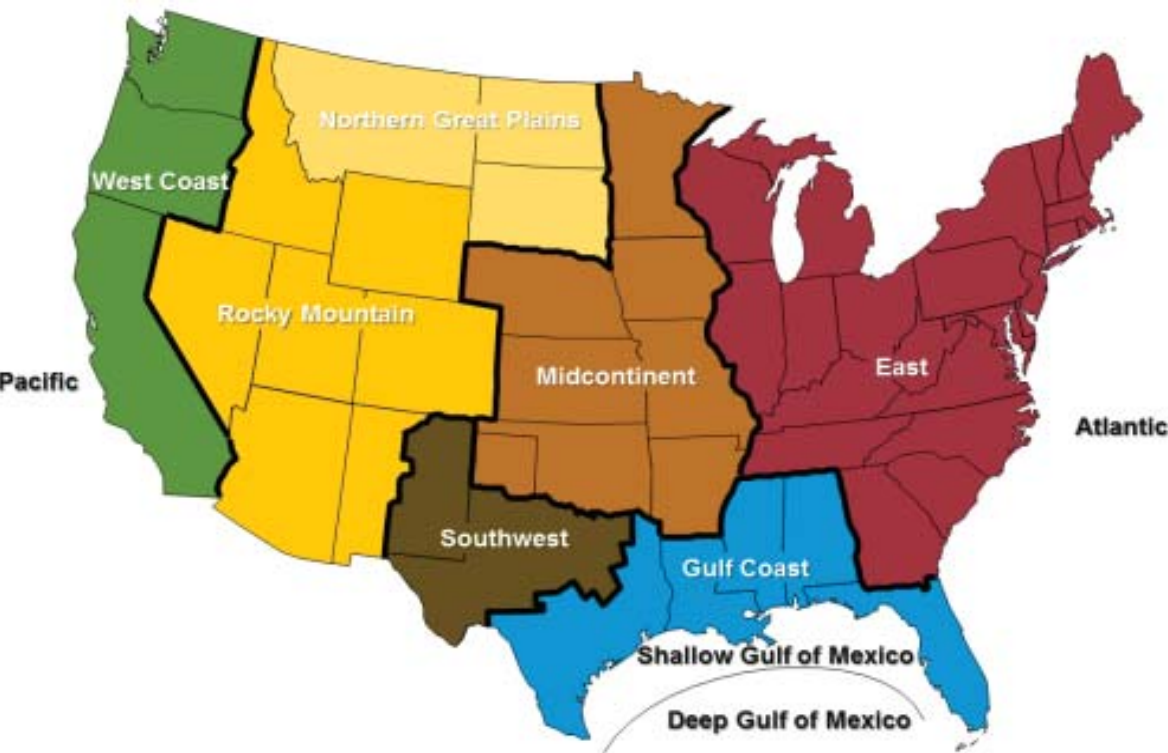 Northern Great Plains
West Coast
Rocky Mountain
Pacific
Midcontinent
East
Atlantic
Southwest
Gulf Coast
Shallow Gulf of Mexico
Deep Gulf of Mexico